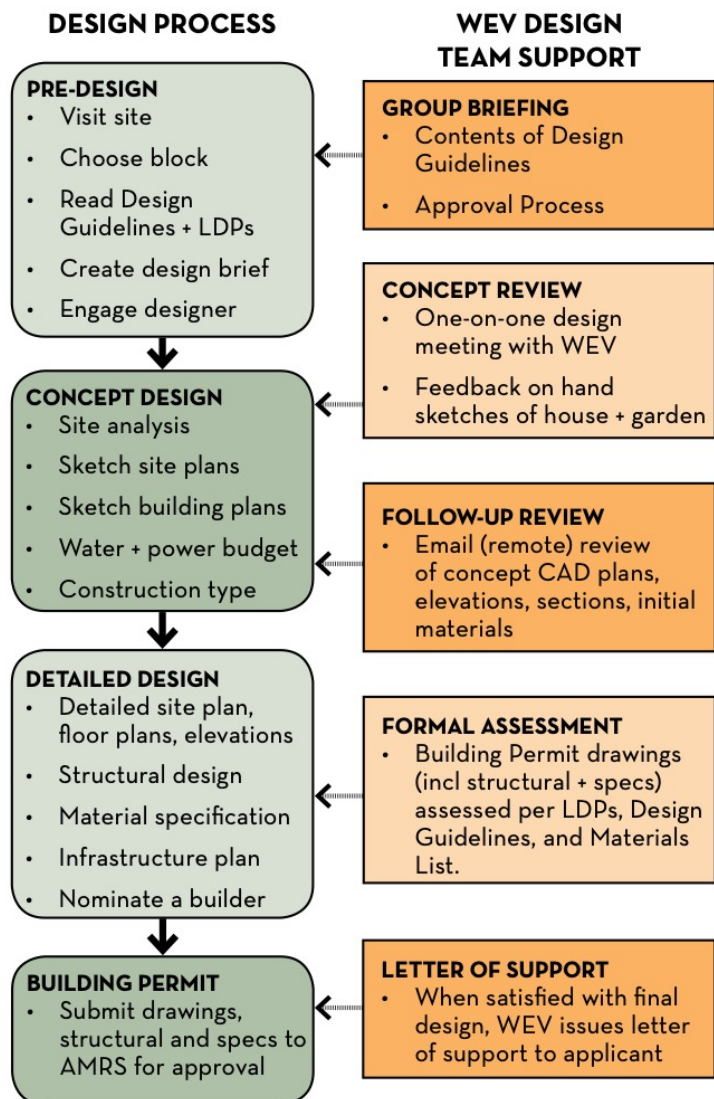 DESIGN PROCESS
PRE-DESIGN
• Visit site
• Choose block
• Read Design
Guidelines + LDPs
• Create design brief
• Engage designer
CONCEPT DESIGN
• Site analysis
• Sketch site plans
• Sketch building plans
• Water + power budget
• Construction type
DETAILED DESIGN
• Detailed site plan,
floor plans, elevations
• Structural design
• Material specification
• Infrastructure plan
• Nominate a builder
BUILDING PERMIT
• Submit drawings,
structural and specs to
AMRS for approval
WEV DESIGN
TEAM SUPPORT
GROUP BRIEFING
• Contents of Design
Guidelines
• Approval Process
CONCEPT REVIEW
• One-on-one design
meeting with WEV
• Feedback on hand
sketches of house + garden
FOLLOW-UP REVIEW
• Email (remote) review
of concept CAD plans,
elevations, sections, initial
materials
FORMAL ASSESSMENT
• Building Permit drawings
(incl structural + specs)
assessed per LDPs, Design
Guidelines, and Materials
List.
LETTER OF SUPPORT
• When satisfied with final
design, WEV issues letter
of support to applicant